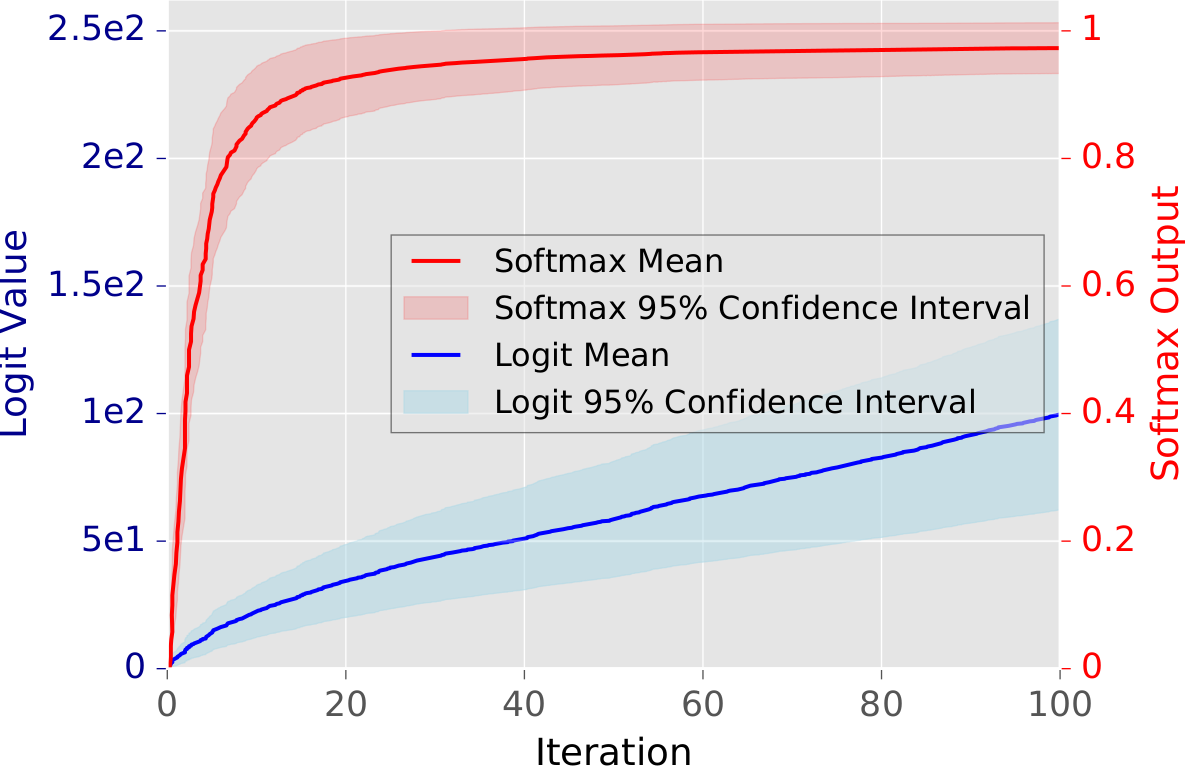 Logit Value
2.5e2
2e2
1.5e2
1e2
5e1
0
1
0.8
0.6
0.4
0.2
0
Softmax Output
Softmax Mean
Softmax 95% Confidence Interval
Logit Mean
Logit 95% Confidence Interval
0 20 40 60 80 100
Iteration